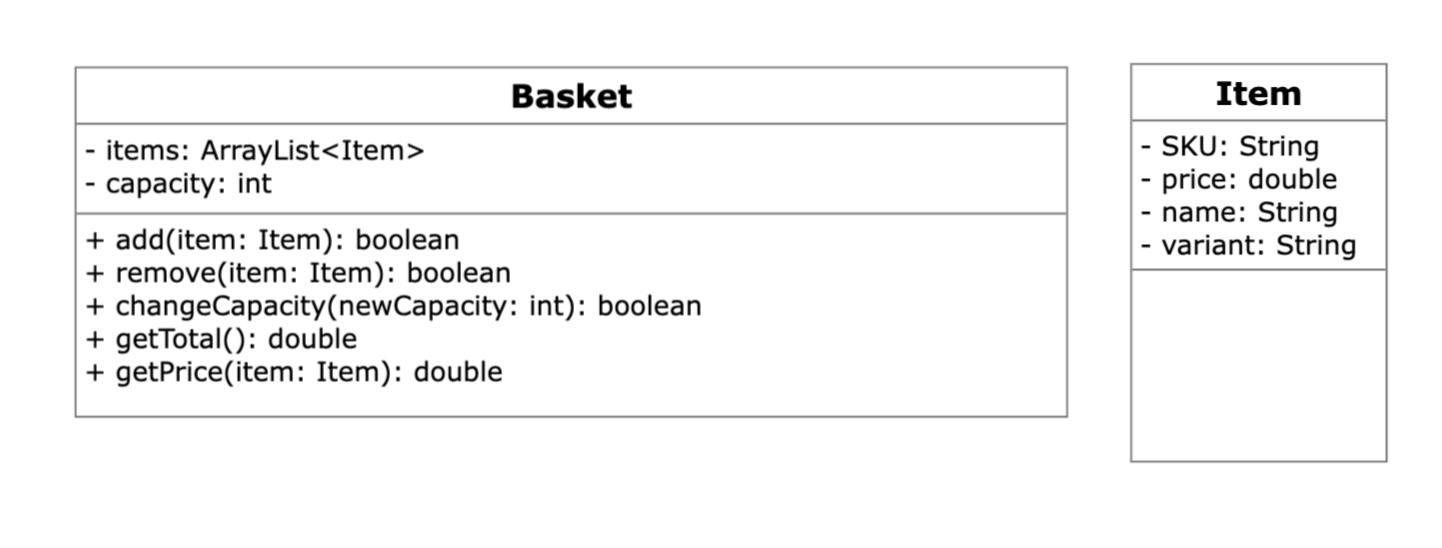 Basket
- items: ArrayList<Item>
- capacity: int
+ add(item: Item): boolean
+ remove(item: Item): boolean
+ changeCapacity(newCapacity: int): boolean
+ getTotal(): double
+ getPrice(item: Item): double
Item
- SKU: String
- price: double
- name: String
- variant: String